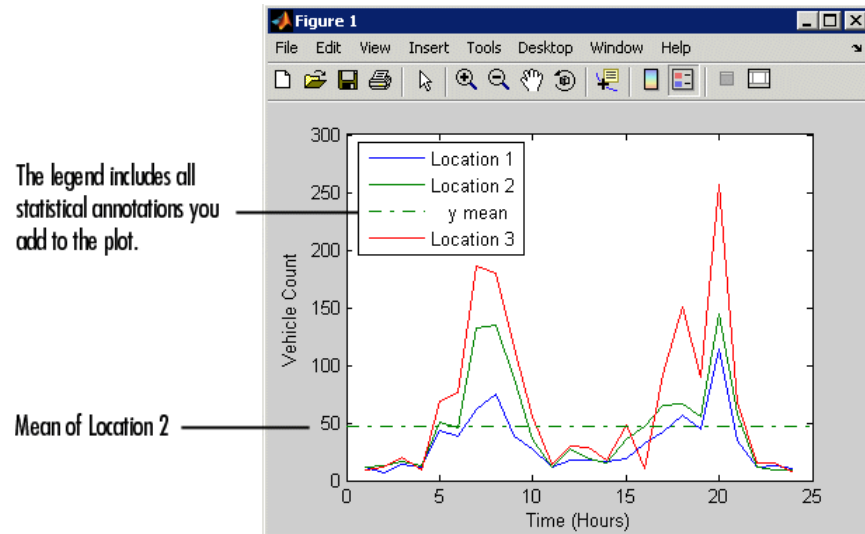 Figure 1
File Edit View Insert Tools Desktop Window Help
300
250
200
150
100
50
0
Vehicle Count
Location 1
Location 2
y mean
Location 3
0 5 10 15 20 25
Time (Hours)
The legend includes all
statistical annotations you
add to the plot.
Mean of Location 2